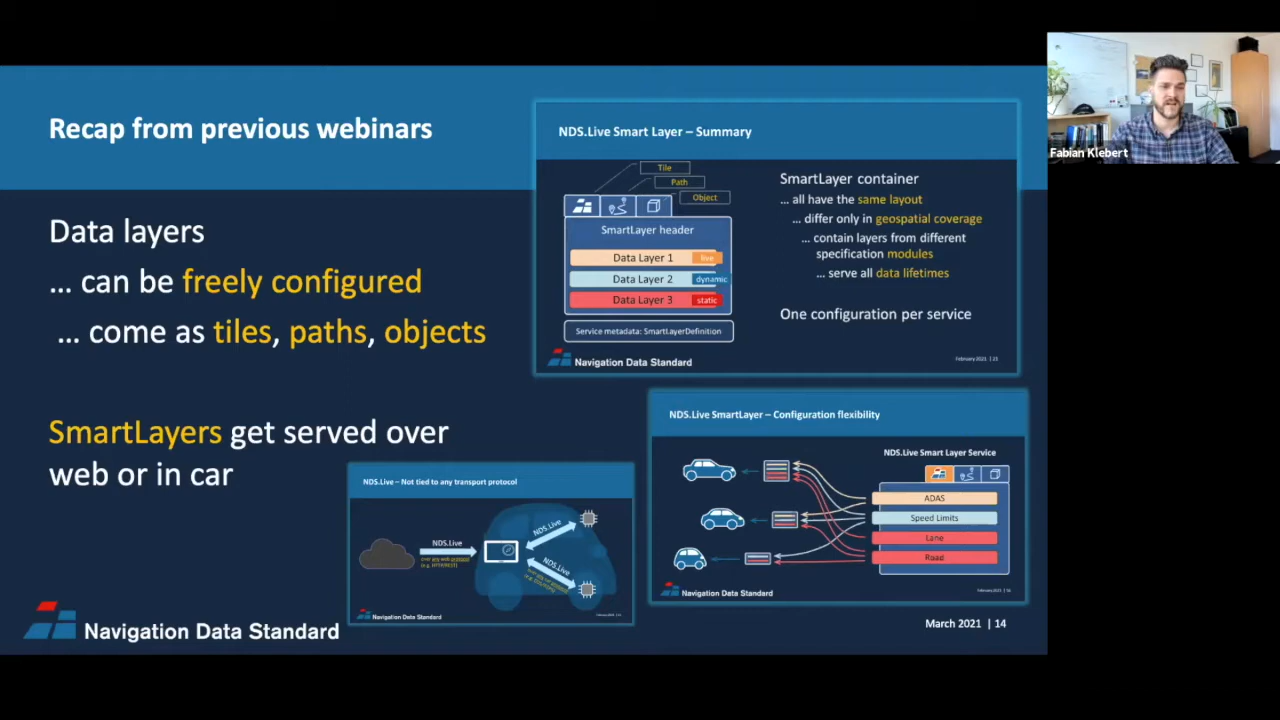 Recap from previous webinars
Data layers
... can be freely configured
... come as tiles, paths, objects
SmartLayers get served over
web or in car
NDS.Live Smart Layer – Summary
Tile
Path
Object
SmartLayer header
Data Layer 1 live
Data Layer 2 dynamic
Data Layer 3 static
Service metadata: SmartLayerDefinition
SmartLayer container
... all have the same layout
... differ only in geospatial coverage
... contain layers from different
specification modules
... serve all data lifetimes
One configuration per service
Navigation Data Standard
NDS.Live – Not tied to any transport protocol
NDS.Live
NDS.Live
NDS.Live
Navigation Data Standard
NDS.Live SmartLayer – Configuration flexibility
NDS.Live Smart Layer Service
ADAS
Speed Limits
Lane
Road
Navigation Data Standard
Navigation Data Standard
March 2021 | 14
Fabian Klebert